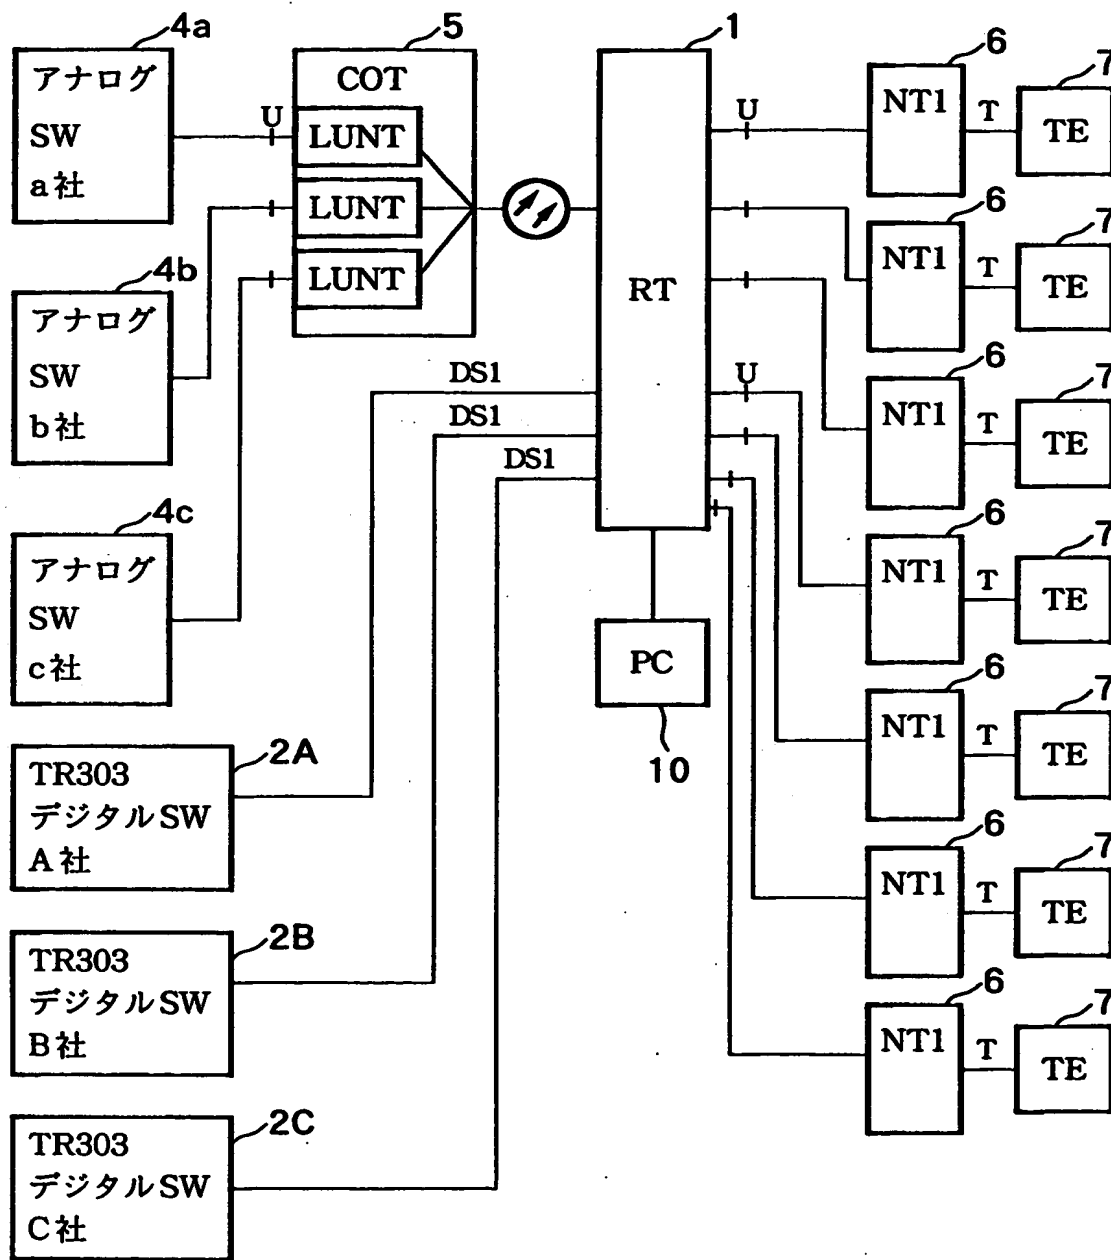 4a
アナログ
SW
a社
4b
アナログ
SW
b社
4c
アナログ
SW
c社
2A
TR303
デジタルSW
A社
2B
TR303
デジタルSW
B社
2C
TR303
デジタルSW
C社
5
COT
U
LUNT
LUNT
LUNT
DS1
DS1
DS1
1
RT
PC
10
U
U
6
NT1
T
7
TE
6
NT1
T
7
TE
6
NT1
T
7
TE
6
NT1
T
7
TE
6
NT1
T
7
TE
6
NT1
T
7
TE
6
NT1
T
7
TE